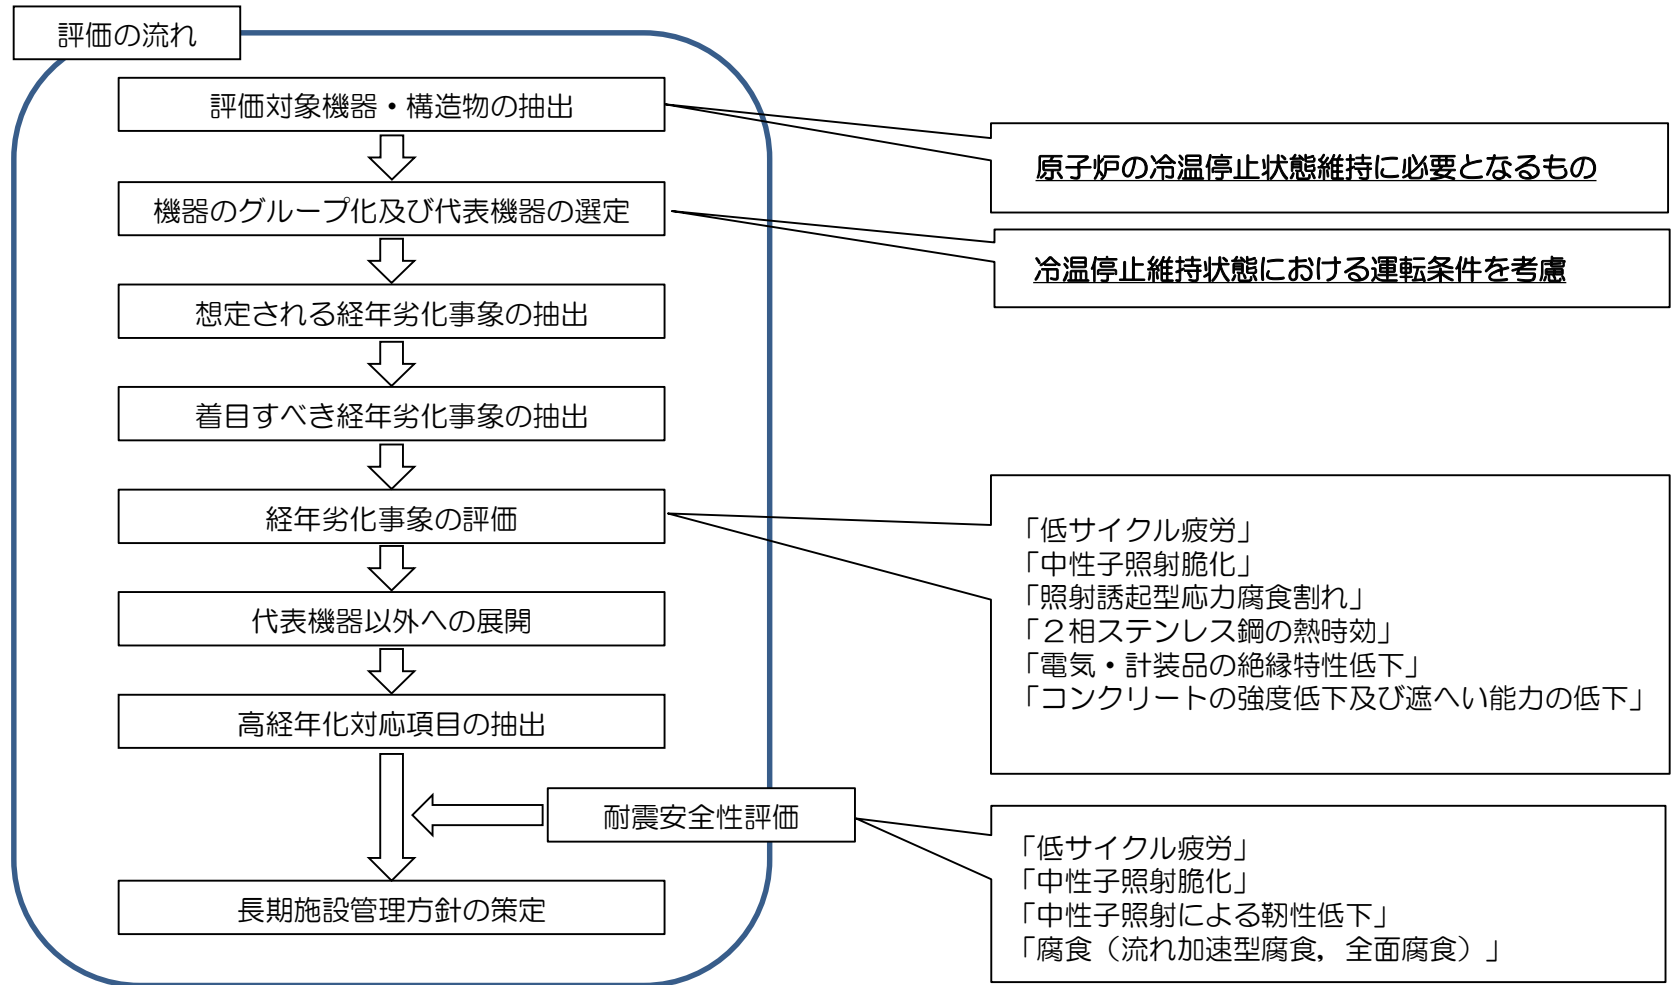 評価の流れ
評価対象機器・構造物の抽出
原子炉の冷温停止状態維持に必要となるもの
機器のグループ化及び代表機器の選定
冷温停止維持状態における運転条件を考慮
想定される経年劣化事象の抽出
着目すべき経年劣化事象の抽出
経年劣化事象の評価
「低サイクル疲労」
「中性子照射脆化」
「照射誘起型応力腐食割れ」
「２相ステンレス鋼の熱時効」
「電気・計装品の絶縁特性低下」
「コンクリートの強度低下及び遮へい能力の低下」
代表機器以外への展開
高経年化対応項目の抽出
耐震安全性評価
「低サイクル疲労」
「中性子照射脆化」
「中性子照射による靭性低下」
「腐食（流れ加速型腐食，全面腐食）」
長期施設管理方針の策定